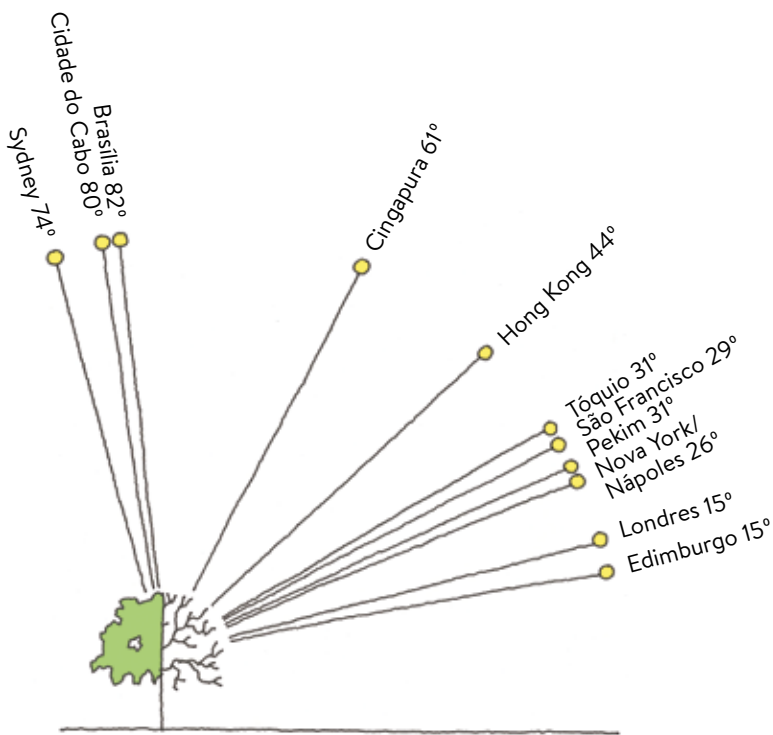 Sydney 74º
Cidade do Cabo 80º
Brasília 82º
Cingapura 61º
Hong Kong 44º
Tóquio 31º
São Francisco 29º
Pekim 31º
Nova York/
Nápoles 26º
Londres 15º
Edimburgo 15º